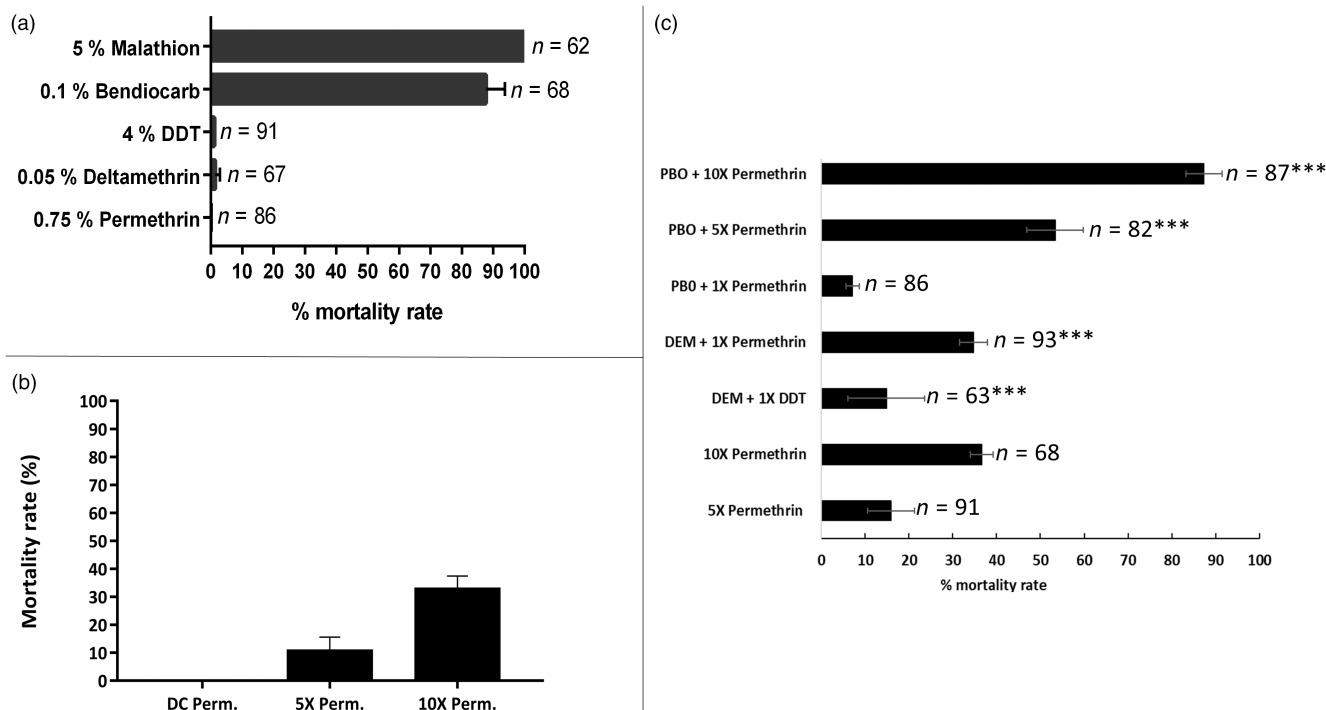 (a)
5 % Malathion
n = 62
0.1 % Bendiocarb
n = 68
4 % DDT
n = 91
0.05 % Deltamethrin
n = 67
0.75 % Permethrin
n = 86
0 10 20 30 40 50 60 70 80 90 100
% mortality rate
(b)
Mortality rate (%)
100
90
80
70
60
50
40
30
20
10
0
DC Perm. 5X Perm. 10X Perm.
(c)
PBO + 10X Permethrin
n = 87***
PBO + 5X Permethrin
n = 82***
PB0 + 1X Permethrin
n = 86
DEM + 1X Permethrin
n = 93***
DEM + 1X DDT
n = 63***
10X Permethrin
n = 68
5X Permethrin
n = 91
0 10 20 30 40 50 60 70 80 90 100
% mortality rate